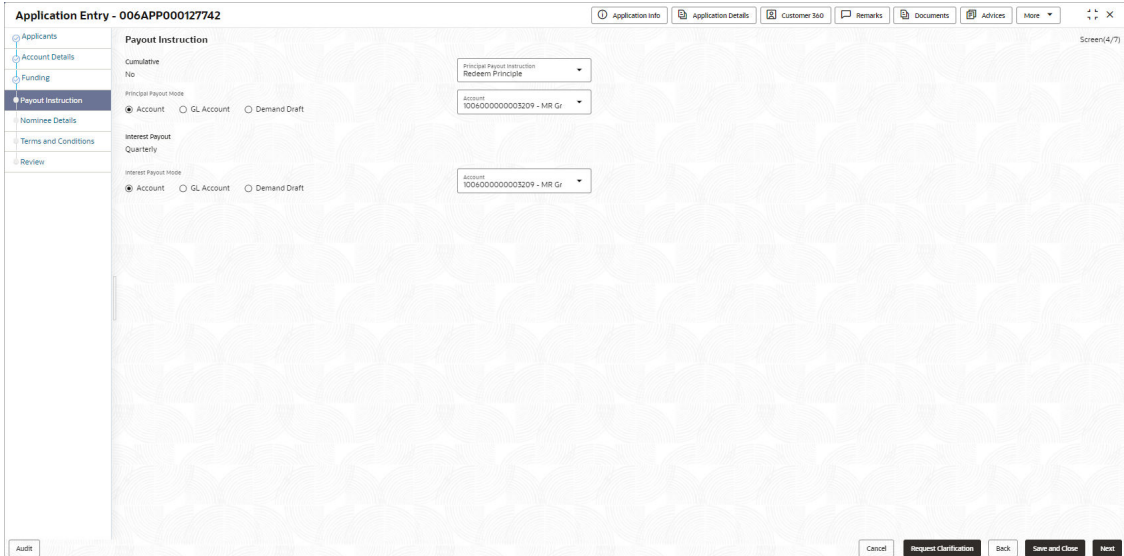 Application Entry - 006APP000127742
Application Info
Application Details
Customer 360
Remarks
Documents
Advices
More
Applicants
Account Details
Funding
Payout Instruction
Nominee Details
Terms and Conditions
Review
Payout Instruction
Screen(4/7)
Cumulative
No
Principal Payout Instruction
Redeem Principle
Principal Payout Mode
Account
GL Account
Demand Draft
Account
1006000000003209 - MR Gr
Interest Payout
Quarterly
Interest Payout Mode
Account
GL Account
Demand Draft
Account
1006000000003209 - MR Gr
Audit
Cancel
Request Clarification
Back
Save and Close
Next